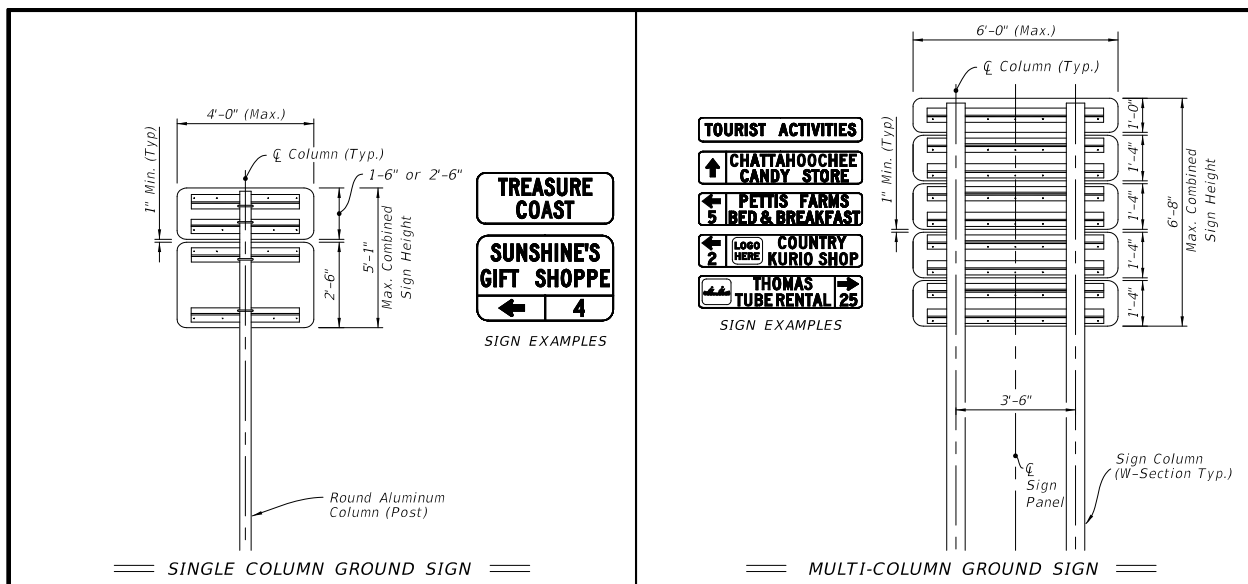 4'-0" (Max.)
1" Min. (Typ)
℄ Column (Typ.)
1-6" or 2'-6"
2'-6"
5'-1"
Max. Combined
Sign Height
TREASURE
COAST
SUNSHINE'S
GIFT SHOPPE
← 4
SIGN EXAMPLES
Round Aluminum
Column (Post)
SINGLE COLUMN GROUND SIGN
6'-0" (Max.)
℄ Column (Typ.)
TOURIST ACTIVITIES
↑ CHATTAHOOCHEE
CANDY STORE
← PETTIS FARMS
5 BED & BREAKFAST
← LOGO COUNTRY
2 HERE KURIO SHOP
THOMAS →
TUBE RENTAL 25
SIGN EXAMPLES
1" Min. (Typ)
1'-0"
1'-4"
1'-4"
1'-4"
1'-4"
6'-8"
Max. Combined
Sign Height
3'-6"
℄
Sign
Panel
Sign Column
(W-Section Typ.)
MULTI-COLUMN GROUND SIGN